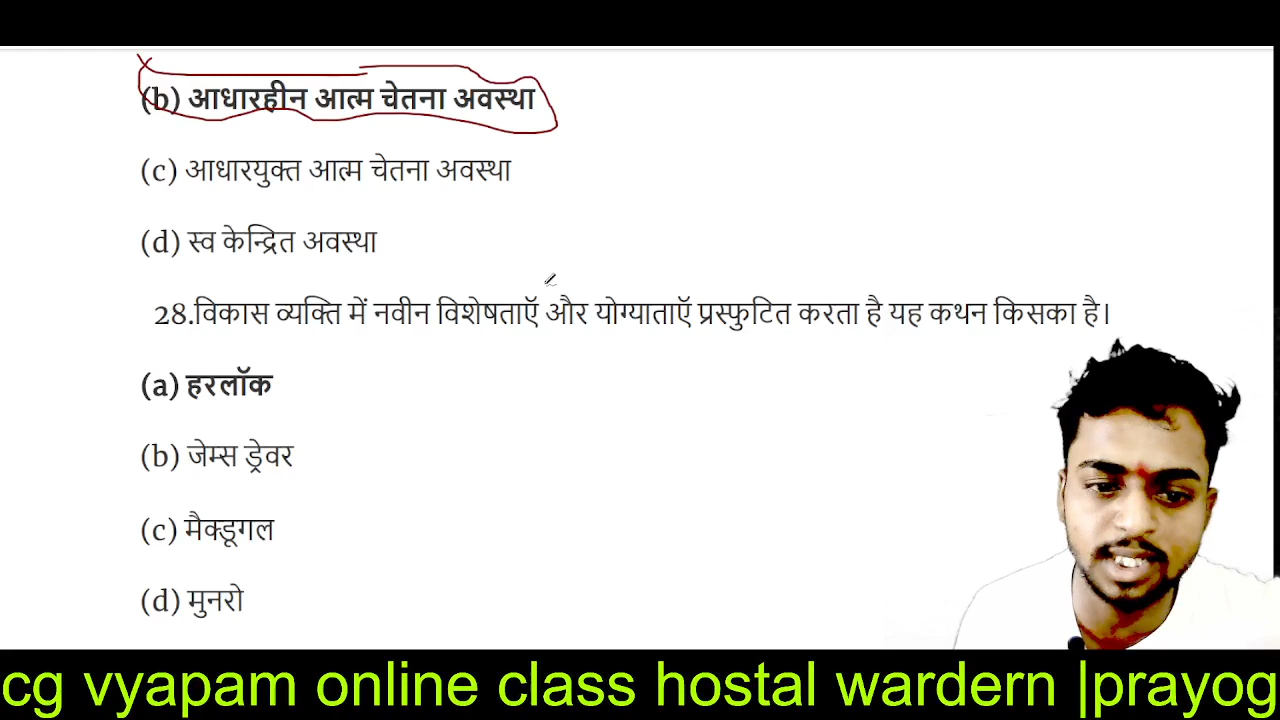 (b) आधारहीन आत्म चेतना अवस्था
(c) आधारयुक्त आत्म चेतना अवस्था
(d) स्व केन्द्रित अवस्था
28.विकास व्यक्ति में नवीन विशेषताऍ और योग्याताऍ प्रस्फुटित करता है यह कथन किसका है।
(a) हरलॉक
(b) जेम्स ड्रेवर
(c) मैक्डूगल
(d) मुनरो
cg vyapam online class hostal wardern |prayog